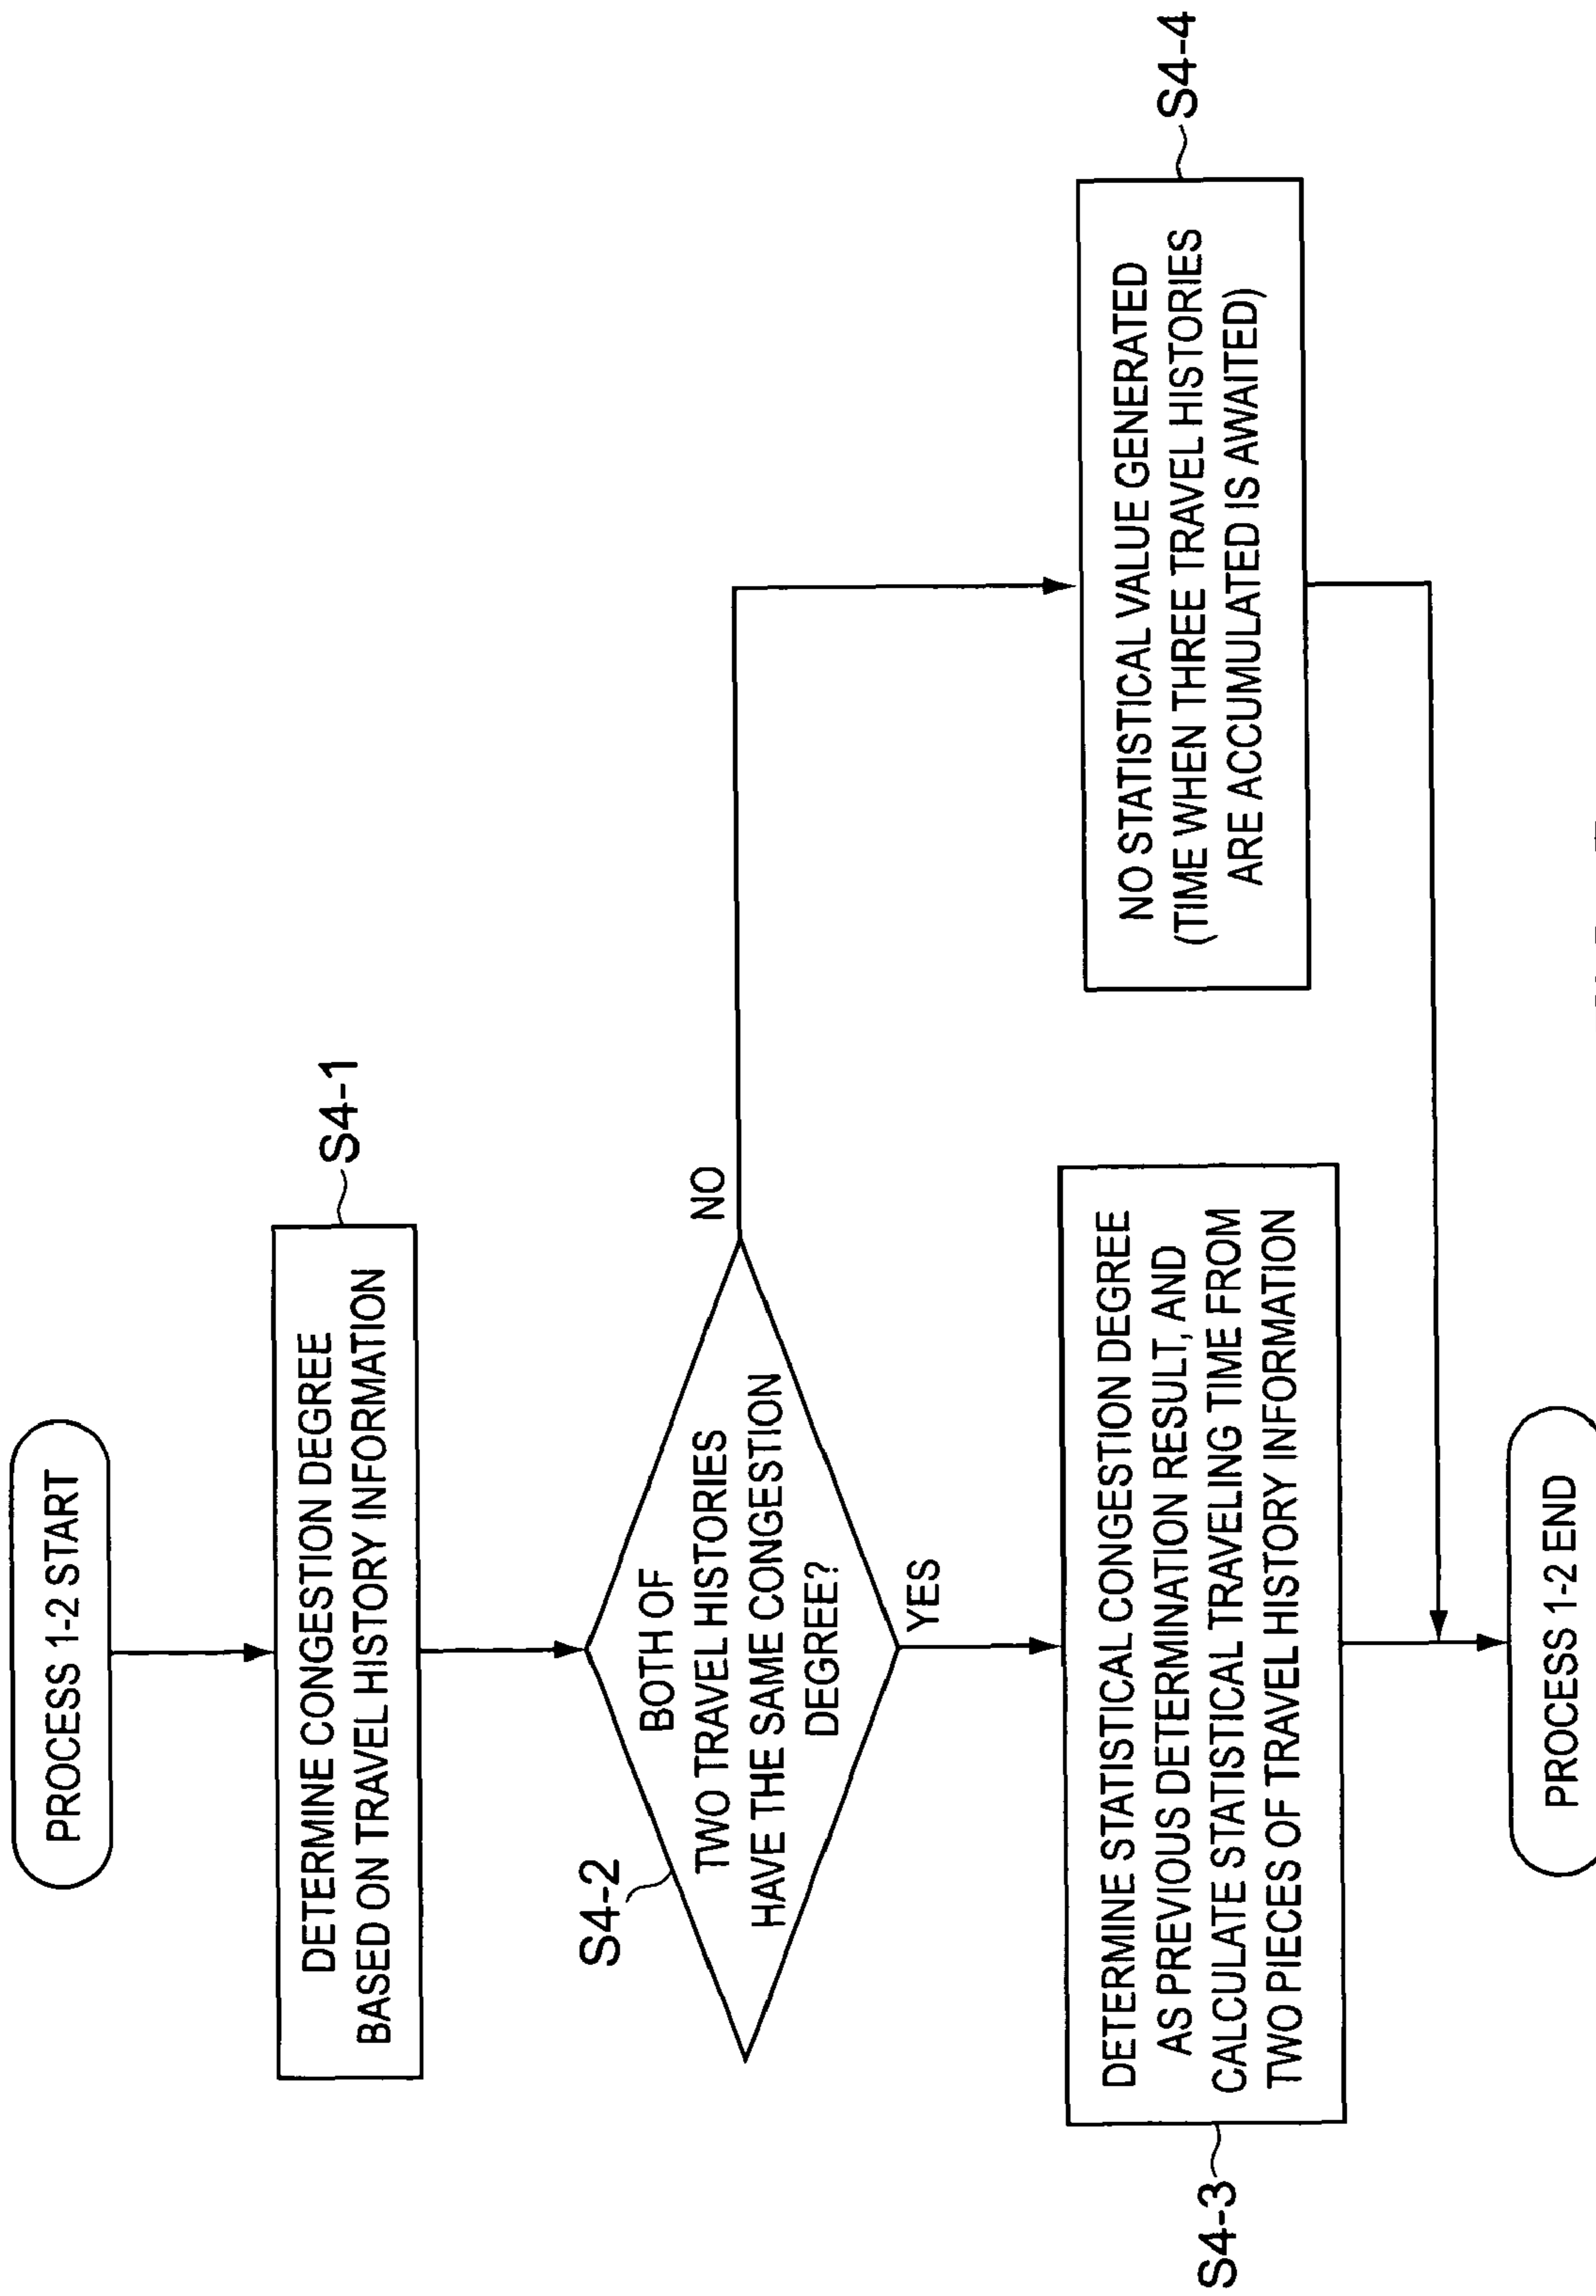 PROCESS 1-2 START
DETERMINE CONGESTION DEGREE
BASED ON TRAVEL HISTORY INFORMATION
S4-1
S4-2
BOTH OF
TWO TRAVEL HISTORIES
HAVE THE SAME CONGESTION
DEGREE?
NO
YES
S4-3
DETERMINE STATISTICAL CONGESTION DEGREE
AS PREVIOUS DETERMINATION RESULT, AND
CALCULATE STATISTICAL TRAVELING TIME FROM
TWO PIECES OF TRAVEL HISTORY INFORMATION
NO STATISTICAL VALUE GENERATED
(TIME WHEN THREE TRAVEL HISTORIES
ARE ACCUMULATED IS AWAITED)
S4-4
PROCESS 1-2 END